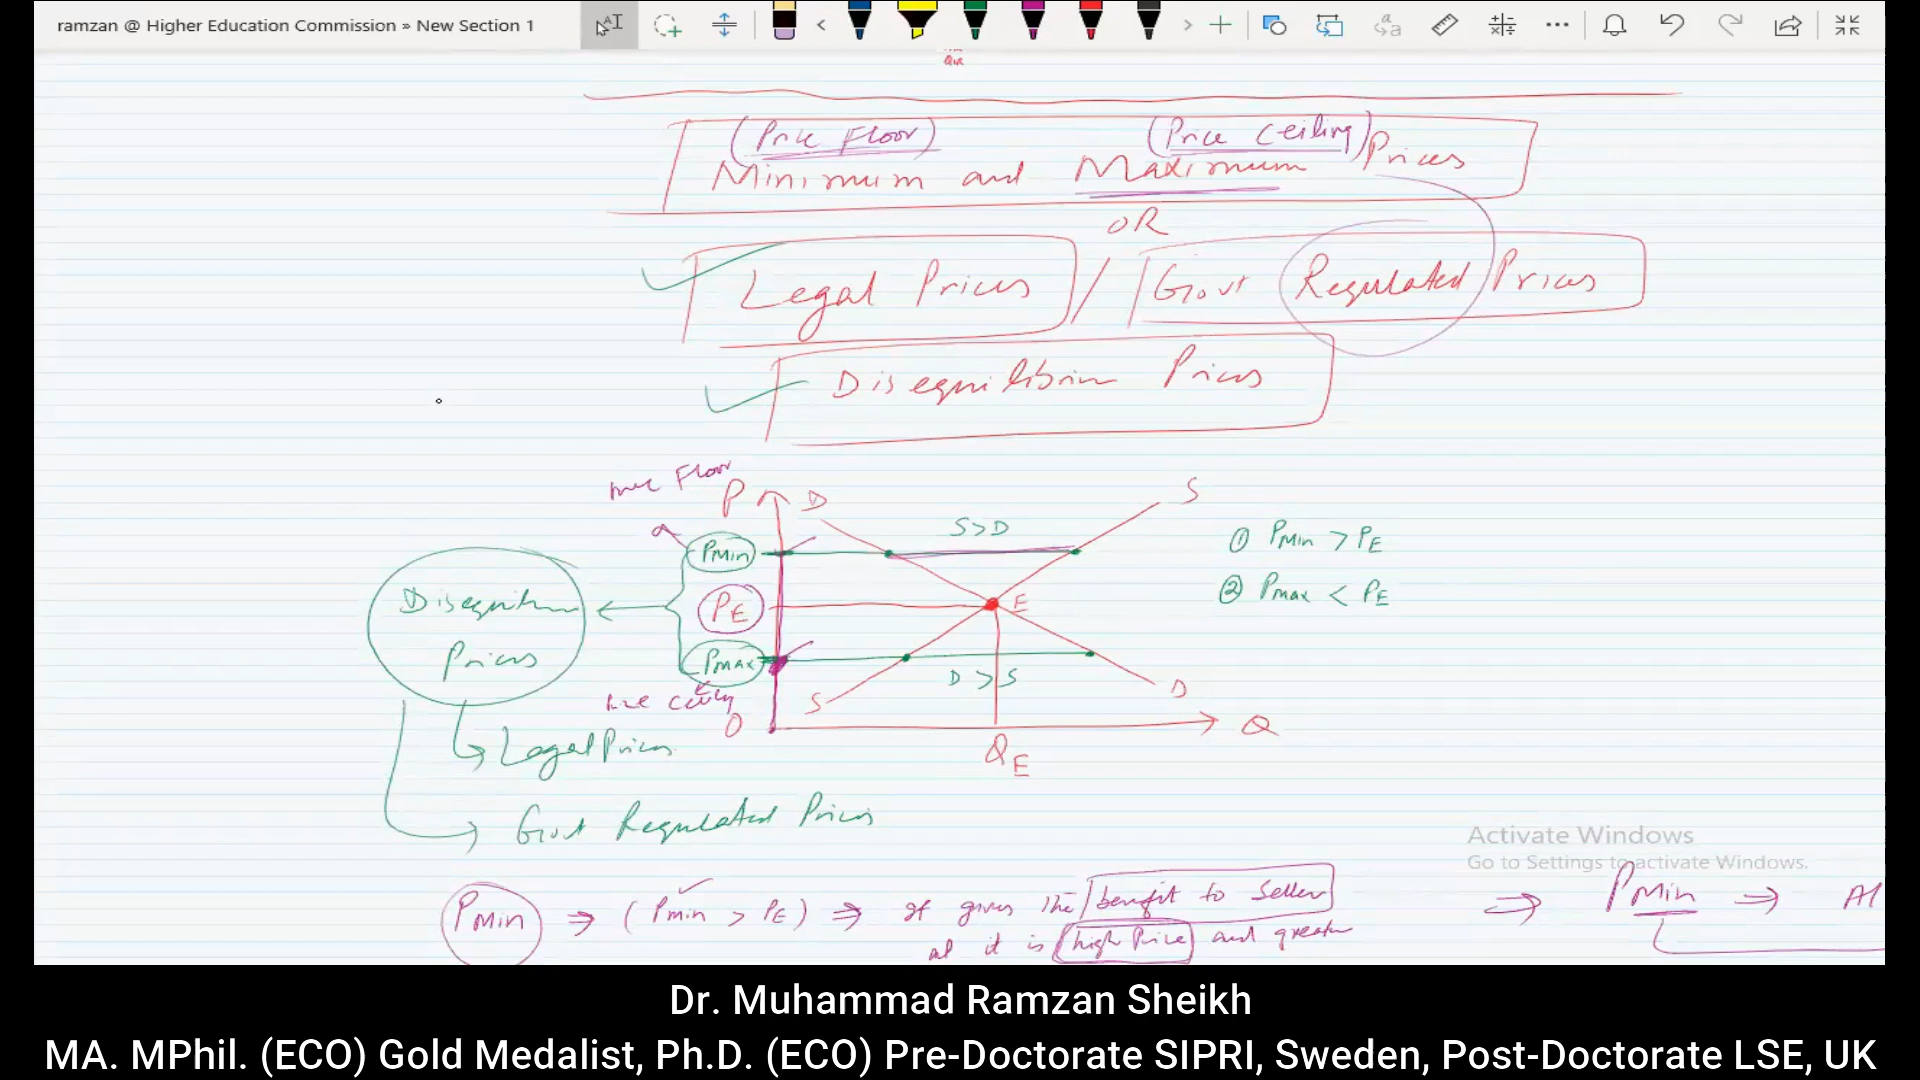 ramzan @ Higher Education Commission » New Section 1
(Price Floor) (Price Ceiling)
Minimum and Maximum Prices
OR
Legal Prices / Govt Regulated Prices
Disequilibrium Prices
Price Floor
P D S
S>D
PMin
① PMin > PE
② Pmax < PE
PE E
Disequilibrium
Prices
Pmax
D > S
S D
O Q
QE
Legal Prices
Govt Regulated Prices
Activate Windows
Go to Settings to activate Windows.
PMin ⇒ (PMin > PE) ⇒ It gives the benefit to Seller ⇒ PMin ⇒
it is high Price and greater
Dr. Muhammad Ramzan Sheikh
MA. MPhil. (ECO) Gold Medalist, Ph.D. (ECO) Pre-Doctorate SIPRI, Sweden, Post-Doctorate LSE, UK